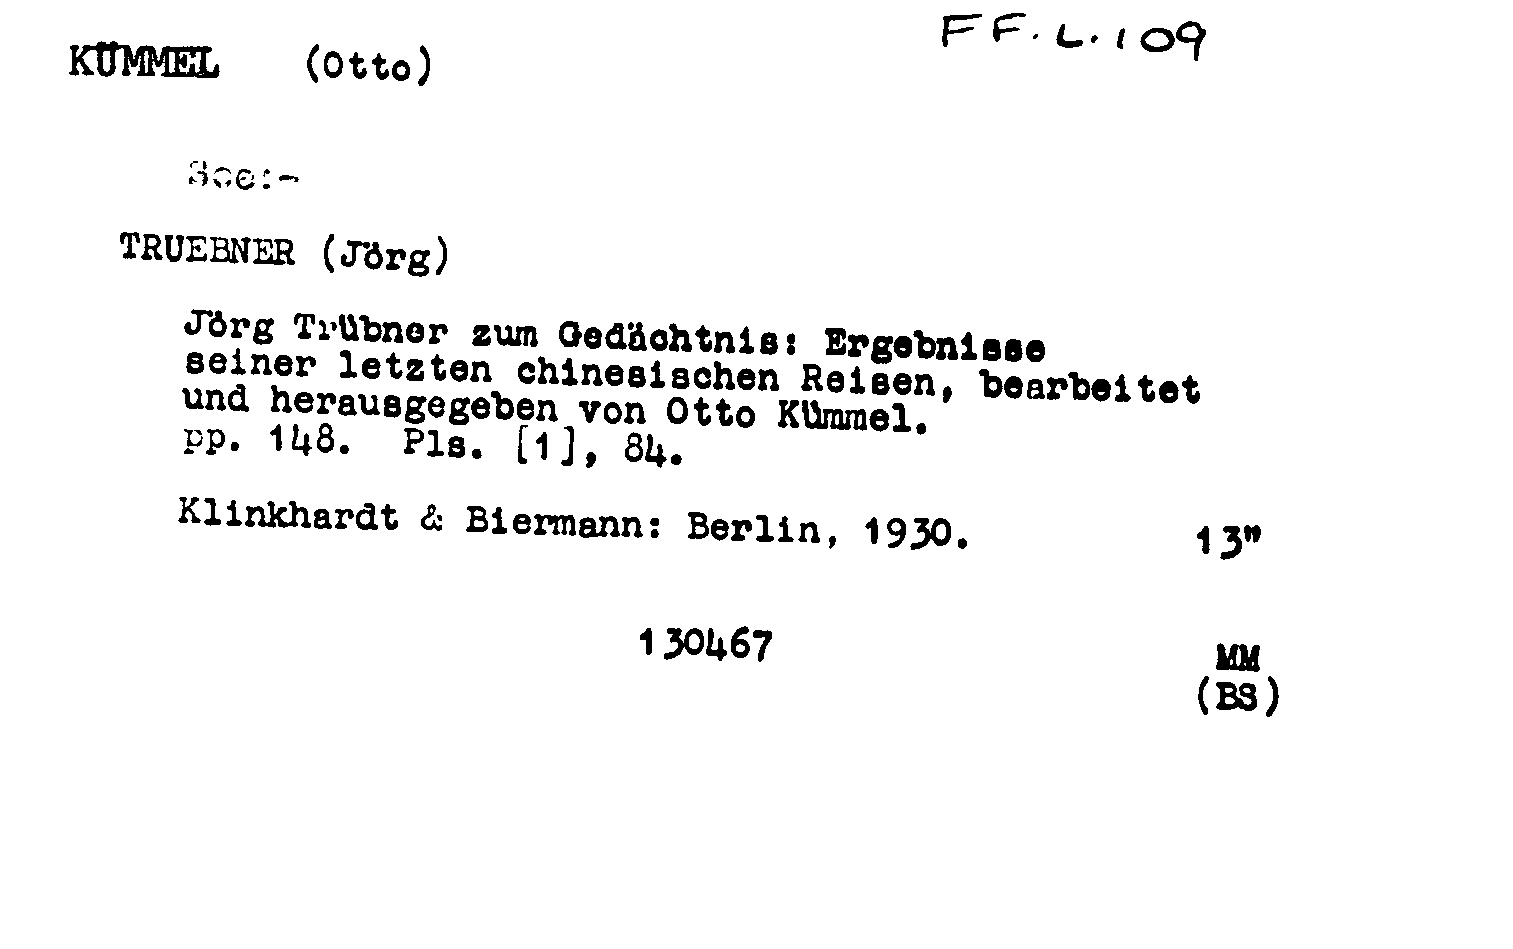 FF.L.109
KÜMMEL (Otto)
See:-
TRUEBNER (Jörg)
Jörg Trübner zum Gedächtnis: Ergebnisse
seiner letzten chinesischen Reisen, bearbeitet
und herausgegeben von Otto Kümmel.
pp. 148. Pls. [1], 84.
Klinkhardt & Biermann: Berlin, 1930. 13"
130467
MM
(BS)